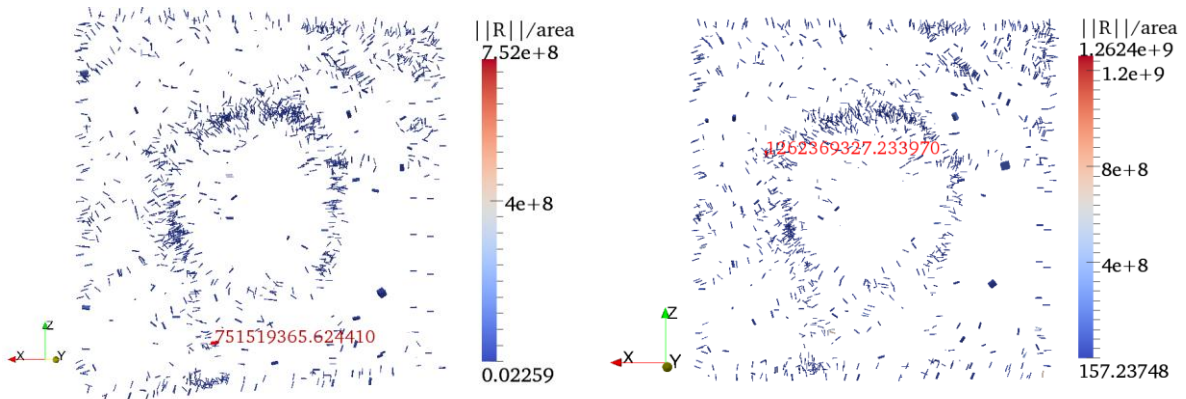 ||R||/area
7.52e+8
4e+8
0.02259
751519365.624410
Z
X
Y
||R||/area
1.2624e+9
1.2e+9
8e+8
4e+8
157.23748
1262369327.233970
Z
X
Y